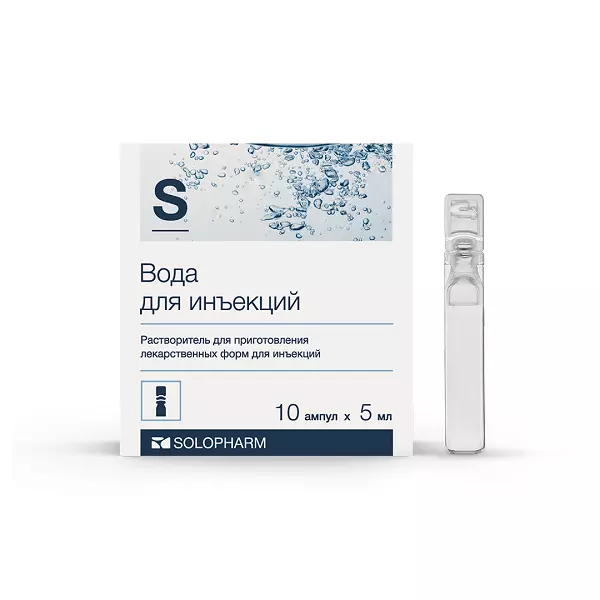 S
Вода
для инъекций
Растворитель для приготовления
лекарственных форм для инъекций
10 ампул x 5 мл
SOLOPHARM